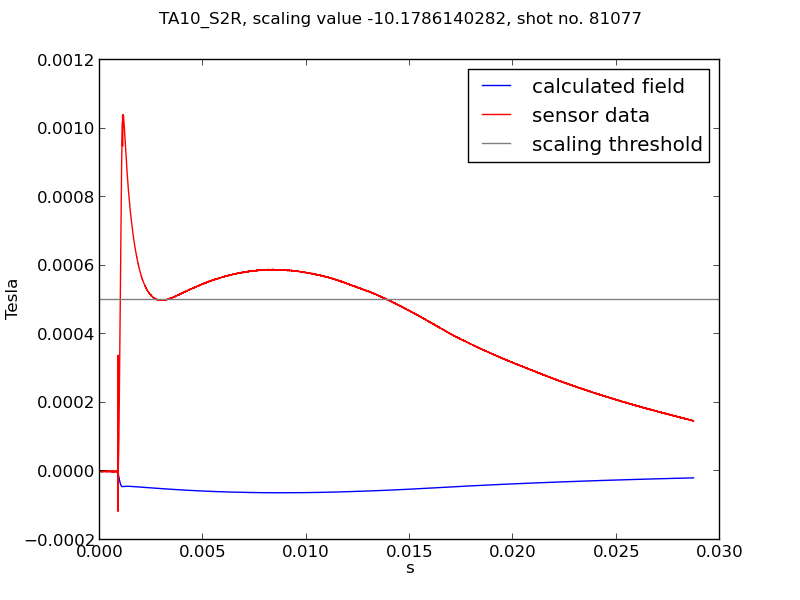 TA10_S2R, scaling value -10.1786140282, shot no. 81077
calculated field
sensor data
scaling threshold
Tesla
0.0012
0.0010
0.0008
0.0006
0.0004
0.0002
0.0000
−0.0002
0.000 0.005 0.010 0.015 0.020 0.025 0.030
s